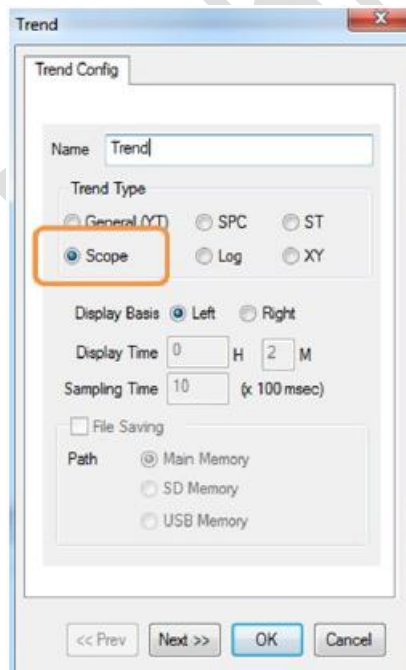 Trend
Trend Config
Name Trend
Trend Type
General (YT) SPC ST
Scope Log XY
Display Basis Left Right
Display Time 0 H 2 M
Sampling Time 10 (x 100 msec)
File Saving
Path Main Memory
SD Memory
USB Memory
<< Prev Next >> OK Cancel